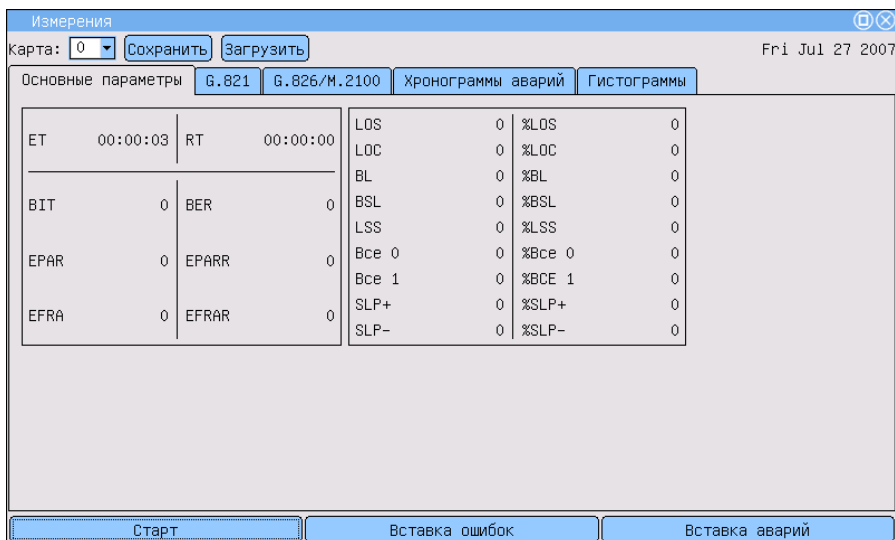 Измерения
Карта: 0 Сохранить Загрузить Fri Jul 27 2007
Основные параметры G.821 G.826/M.2100 Хронограммы аварий Гистограммы
ET 00:00:03 RT 00:00:00
BIT 0 BER 0
EPAR 0 EPARR 0
EFRA 0 EFRAR 0
LOS 0 %LOS 0
LOC 0 %LOC 0
BL 0 %BL 0
BSL 0 %BSL 0
LSS 0 %LSS 0
Все 0 0 %Все 0 0
Все 1 0 %ВСЕ 1 0
SLP+ 0 %SLP+ 0
SLP- 0 %SLP- 0
Старт Вставка ошибок Вставка аварий